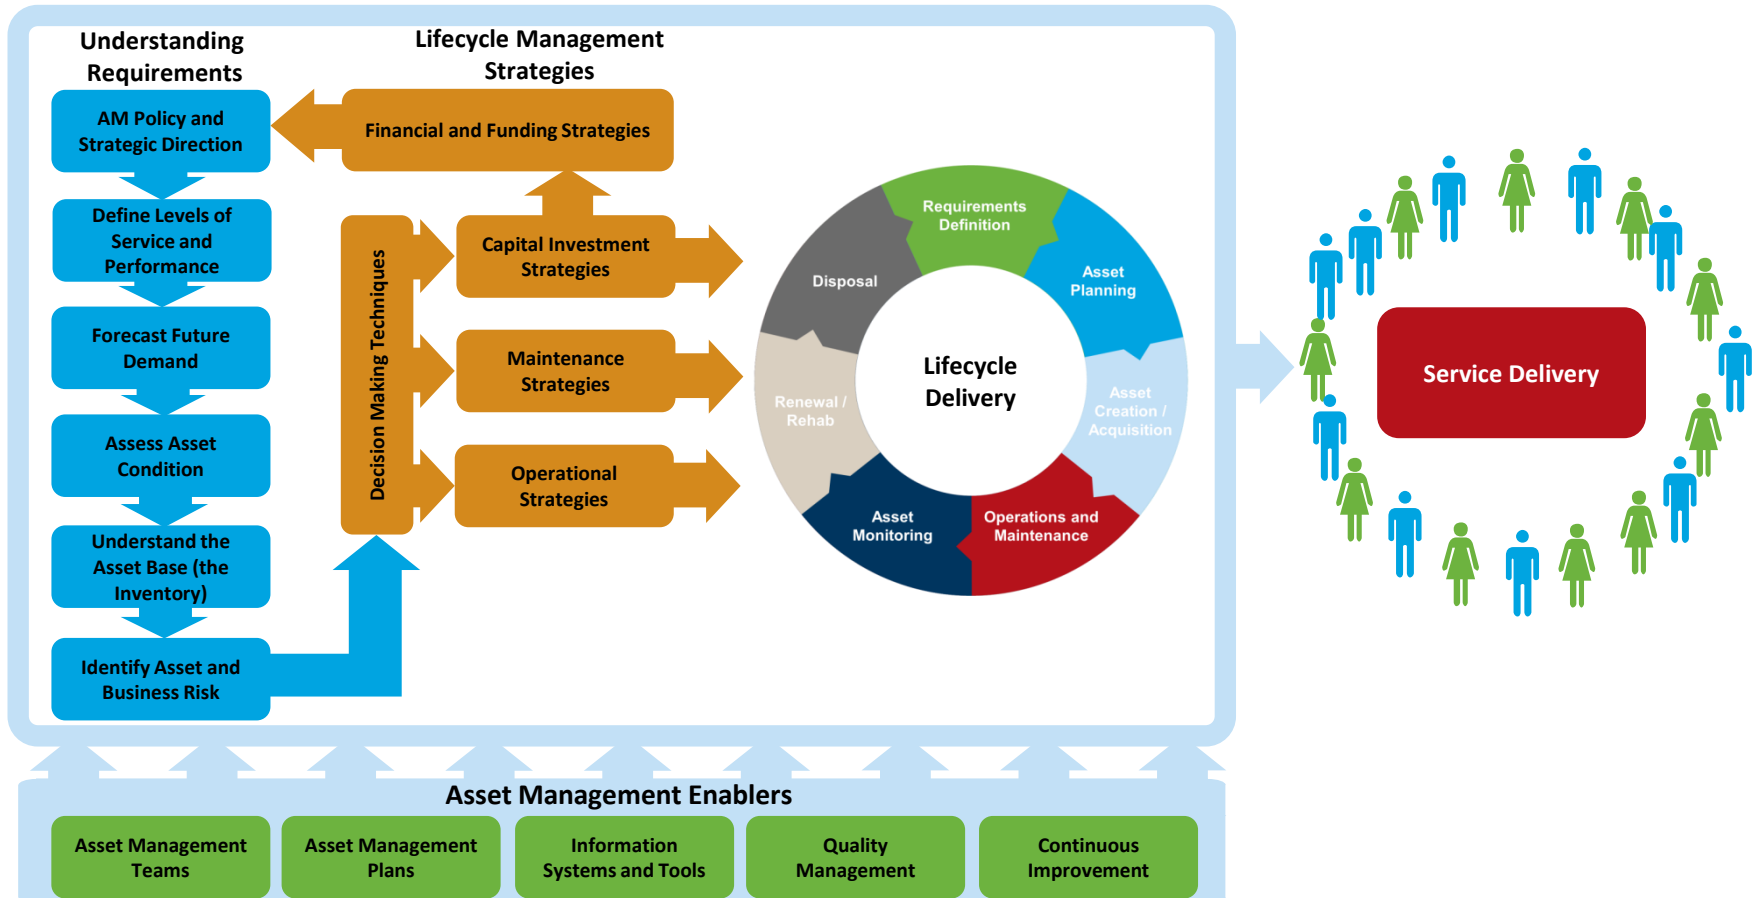 Understanding
Requirements
AM Policy and
Strategic Direction
Define Levels of
Service and
Performance
Forecast Future
Demand
Assess Asset
Condition
Understand the
Asset Base (the
Inventory)
Identify Asset and
Business Risk
Lifecycle Management
Strategies
Financial and Funding Strategies
Decision Making Techniques
Capital Investment
Strategies
Maintenance
Strategies
Operational
Strategies
Requirements
Definition
Asset
Planning
Asset
Creation /
Acquisition
Operations and
Maintenance
Asset
Monitoring
Renewal /
Rehab
Disposal
Lifecycle
Delivery
Service Delivery
Asset Management Enablers
Asset Management
Teams
Asset Management
Plans
Information
Systems and Tools
Quality
Management
Continuous
Improvement